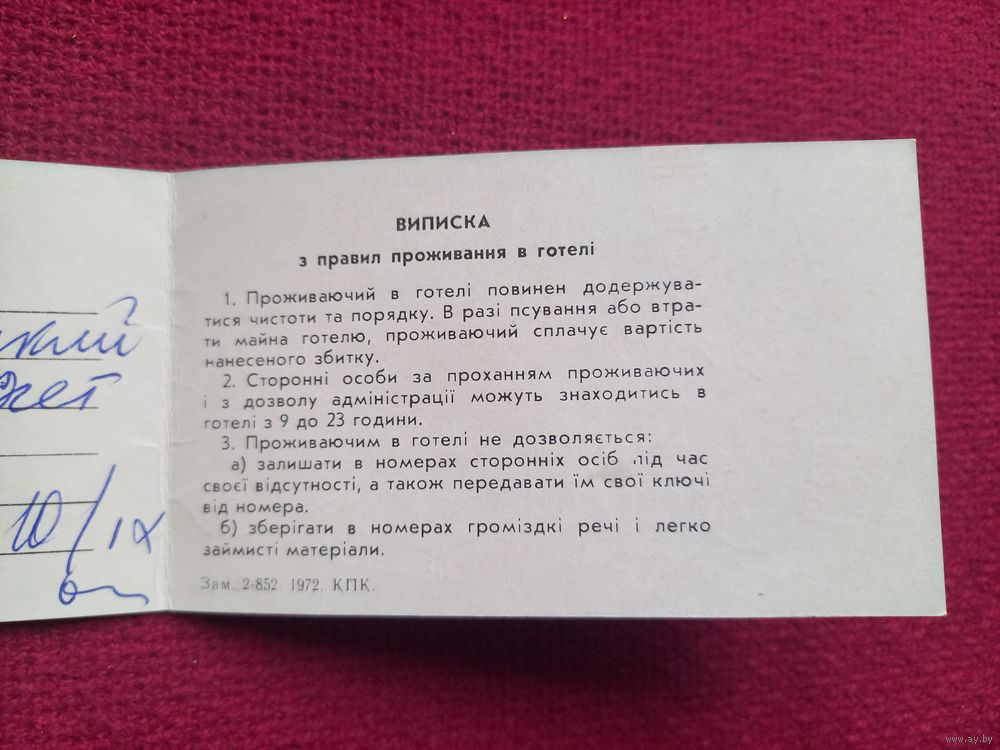 ВИПИСКА
з правил проживання в готелі
1. Проживаючий в готелі повинен додержува-
тися чистоти та порядку. В разі псування або втра-
ти майна готелю, проживаючий сплачує вартість
нанесеного збитку.
2. Сторонні особи за проханням проживаючих
і з дозволу адміністрації можуть знаходитись в
готелі з 9 до 23 години.
3. Проживаючим в готелі не дозволяється:
а) залишати в номерах сторонніх осіб під час
своєї відсутності, а також передавати їм свої ключі
від номера.
б) зберігати в номерах громіздкі речі і легко
займисті матеріали.
Зам. 2-852. 1972. КПК.
10/IX
www.ay.by